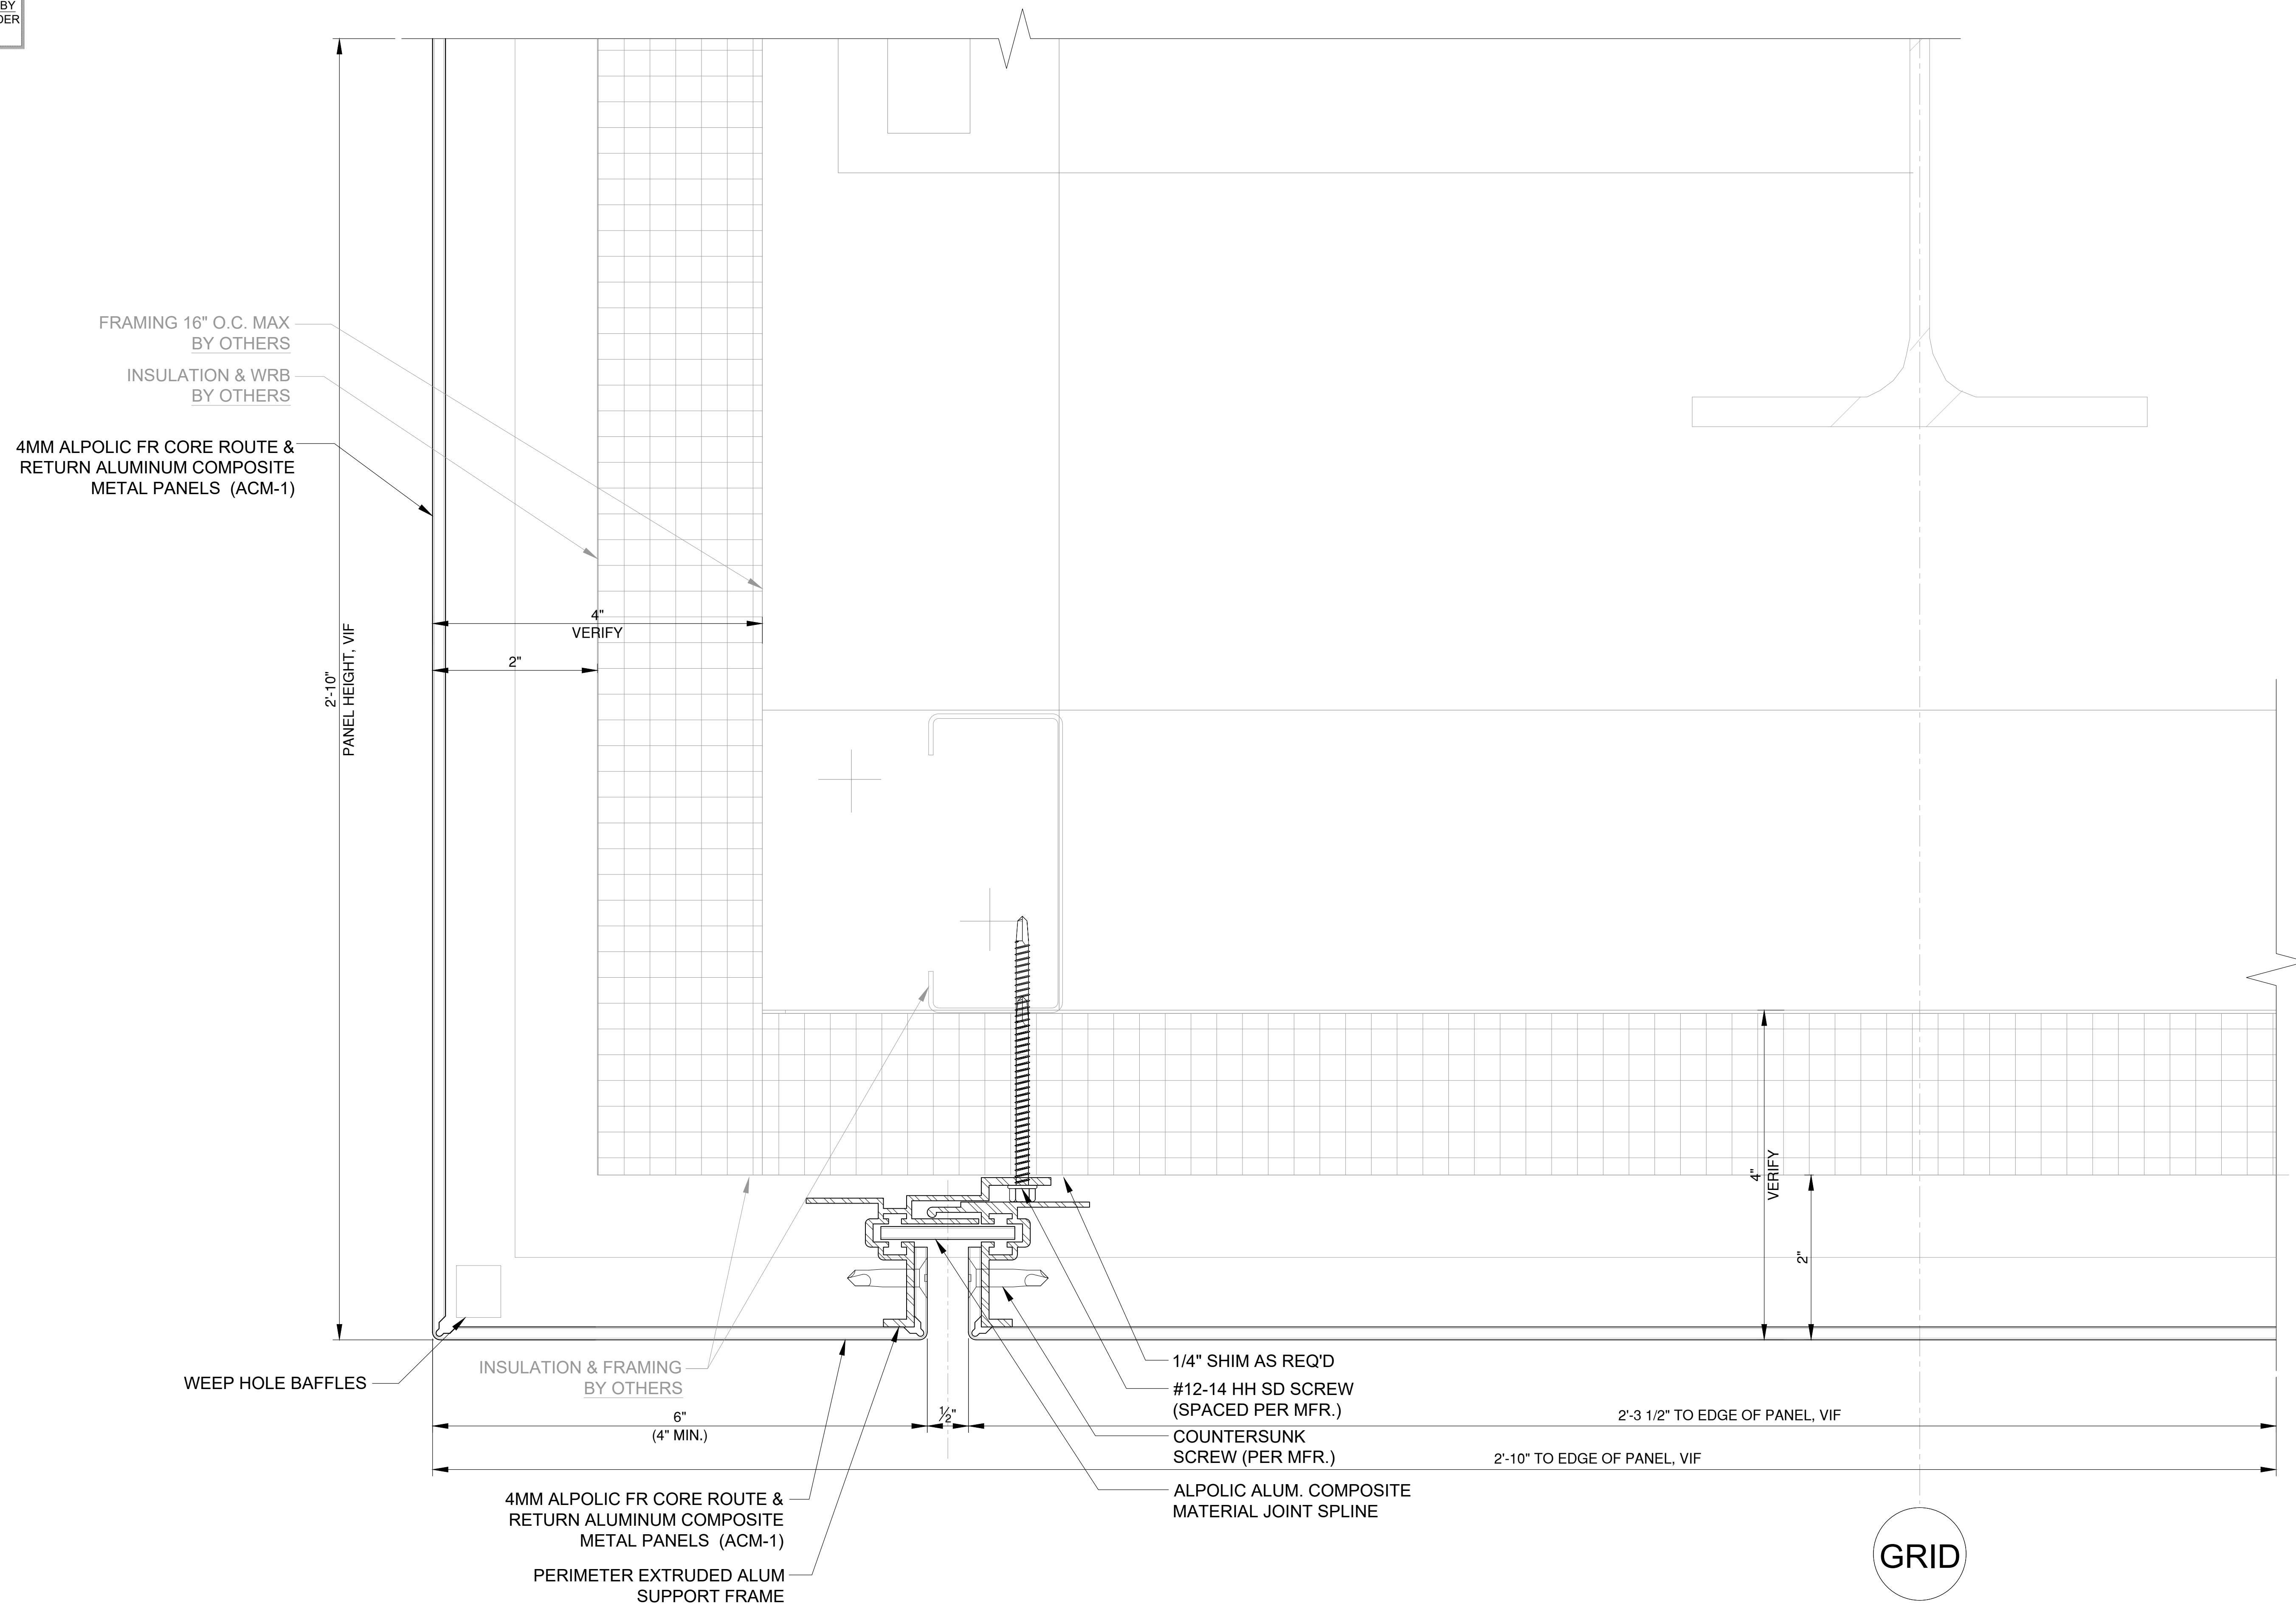 BY
FRAMING 16" O.C. MAX
BY OTHERS
INSULATION & WRB
BY OTHERS
4MM ALPOLIC FR CORE ROUTE &
RETURN ALUMINUM COMPOSITE
METAL PANELS (ACM-1)
4"
VERIFY
2"
2'-10"
PANEL HEIGHT, VIF
4"
VERIFY
2"
WEEP HOLE BAFFLES
INSULATION & FRAMING
BY OTHERS
1/4" SHIM AS REQ'D
#12-14 HH SD SCREW
(SPACED PER MFR.)
COUNTERSUNK
SCREW (PER MFR.)
ALPOLIC ALUM. COMPOSITE
MATERIAL JOINT SPLINE
6"
(4" MIN.)
½"
2'-3 1/2" TO EDGE OF PANEL, VIF
2'-10" TO EDGE OF PANEL, VIF
4MM ALPOLIC FR CORE ROUTE &
RETURN ALUMINUM COMPOSITE
METAL PANELS (ACM-1)
PERIMETER EXTRUDED ALUM
SUPPORT FRAME
GRID